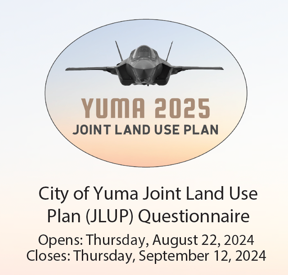 YUMA 2025
JOINT LAND USE PLAN
City of Yuma Joint Land Use
Plan (JLUP) Questionnaire
Opens: Thursday, August 22, 2024
Closes: Thursday, September 12, 2024